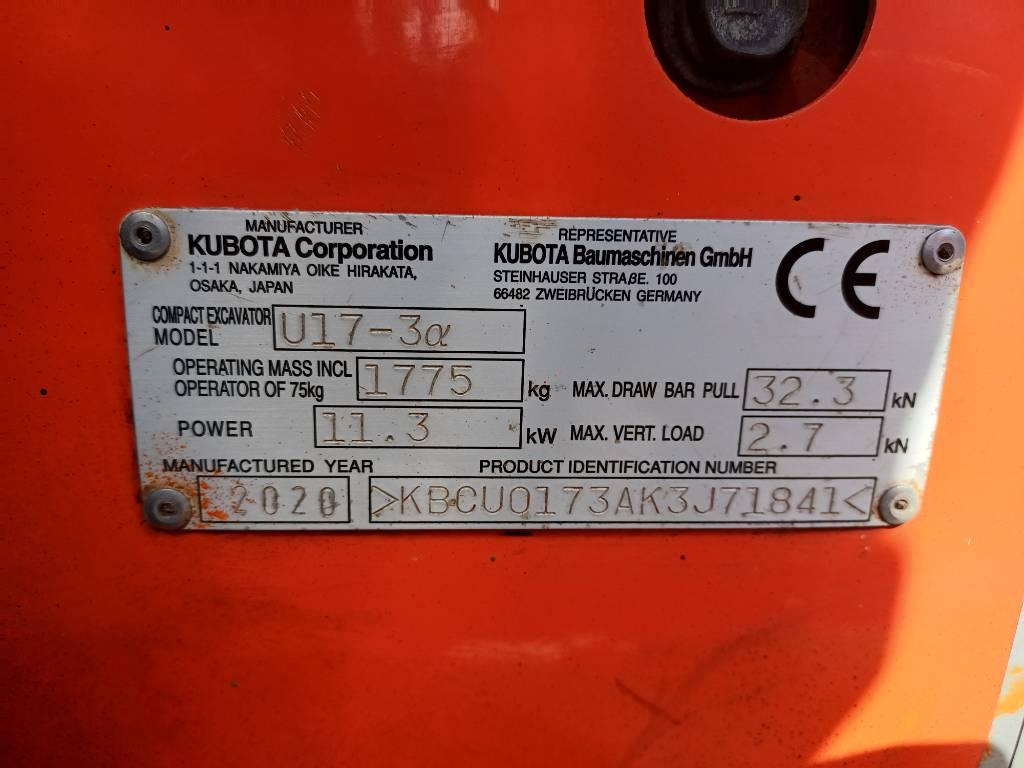 MANUFACTURER
KUBOTA Corporation
1-1-1 NAKAMIYA OIKE HIRAKATA,
OSAKA, JAPAN
REPRESENTATIVE
KUBOTA Baumaschinen GmbH
STEINHAUSER STRAßE. 100
66482 ZWEIBRÜCKEN GERMANY
CE
COMPACT EXCAVATOR
MODEL U17-3α
OPERATING MASS INCL
OPERATOR OF 75kg 1775 kg
MAX. DRAW BAR PULL 32.3 kN
POWER 11.3 kW
MAX. VERT. LOAD 2.7 kN
MANUFACTURED YEAR
2020
PRODUCT IDENTIFICATION NUMBER
>KBCU0173AK3J71841<